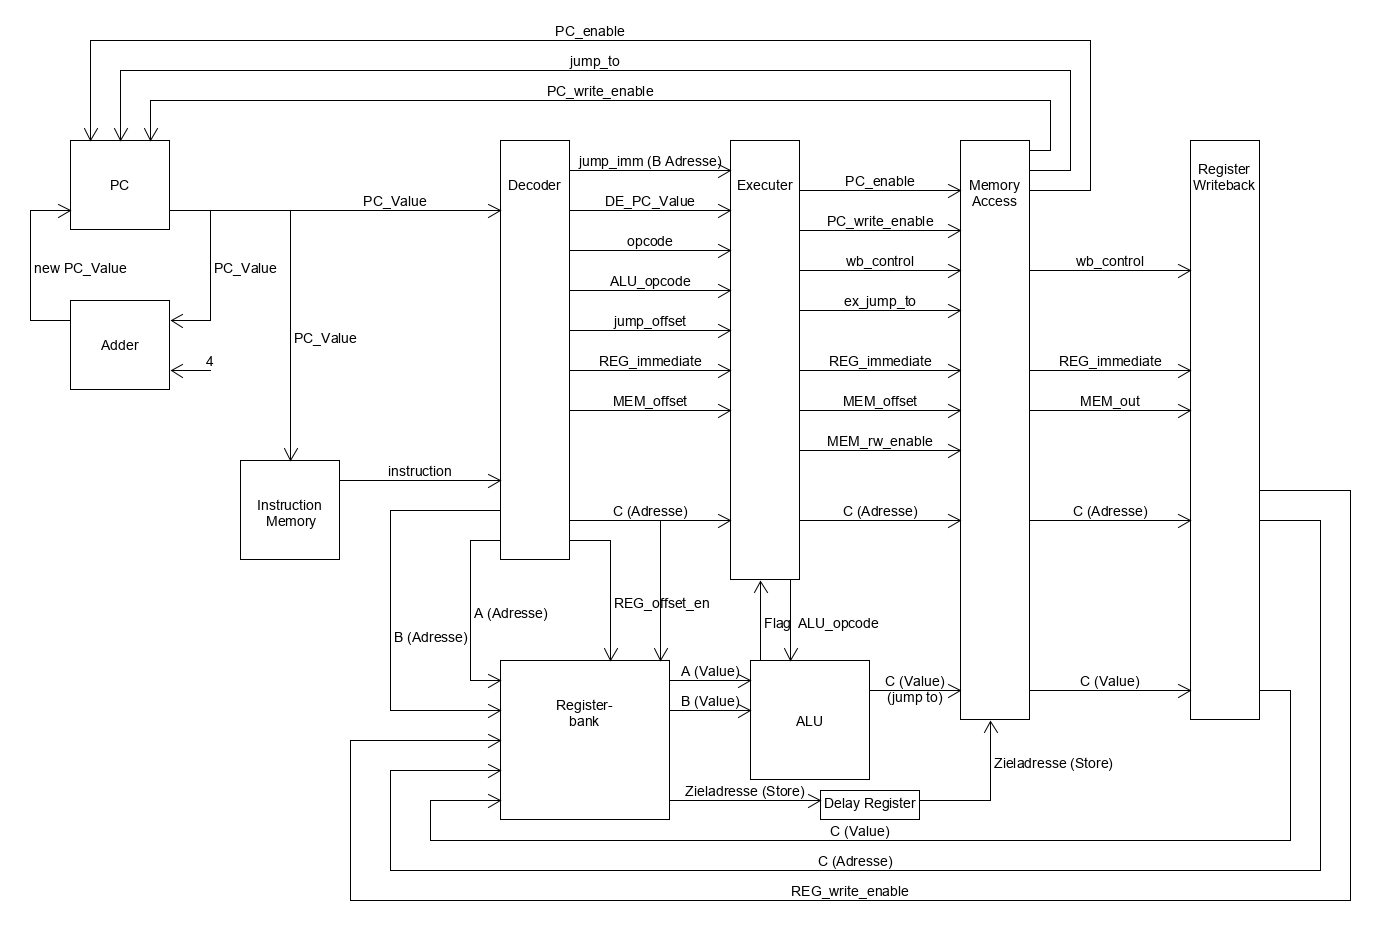 PC_enable
jump_to
PC_write_enable
PC
Decoder
jump_imm (B Adresse)
Executer
PC_enable
Memory
Access
Register
Writeback
PC_Value
DE_PC_Value
PC_write_enable
opcode
new PC_Value
PC_Value
wb_control
wb_control
ALU_opcode
ex_jump_to
jump_offset
Adder
PC_Value
4
REG_immediate
REG_immediate
REG_immediate
MEM_offset
MEM_offset
MEM_out
MEM_rw_enable
instruction
Instruction
Memory
C (Adresse)
C (Adresse)
C (Adresse)
A (Adresse)
REG_offset_en
B (Adresse)
Flag
ALU_opcode
A (Value)
B (Value)
C (Value)
(jump to)
C (Value)
Register-
bank
ALU
Zieladresse (Store)
Zieladresse (Store)
Delay Register
C (Value)
C (Adresse)
REG_write_enable